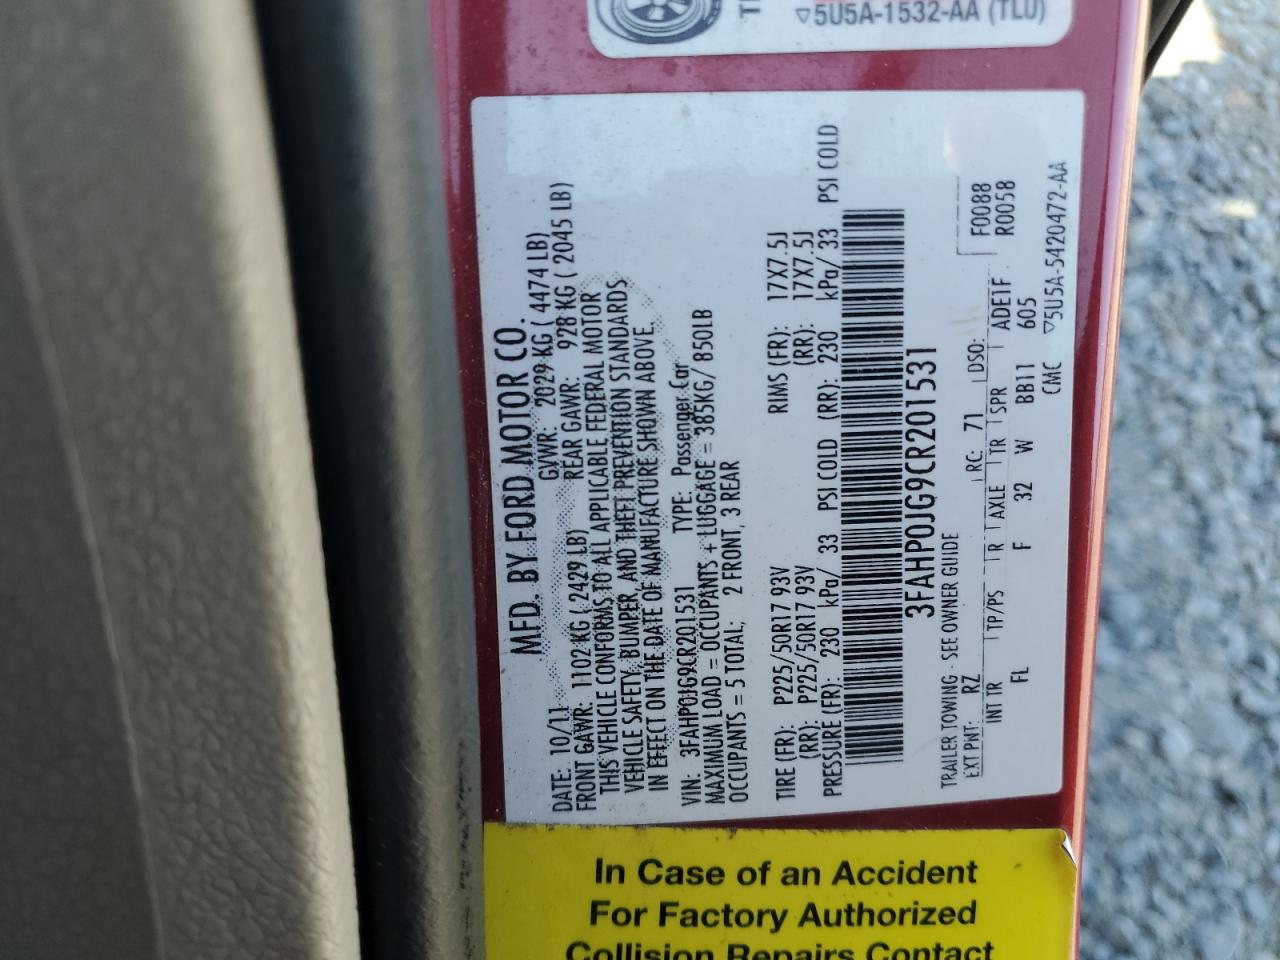 5U5A-1532-AA (TLU)
MFD. BY FORD MOTOR CO.
DATE: 10/11 GVWR: 2029 KG ( 4474 LB)
FRONT GAWR: 1102 KG ( 2429 LB) REAR GAWR: 928 KG ( 2045 LB)
THIS VEHICLE CONFORMS TO ALL APPLICABLE FEDERAL MOTOR
VEHICLE SAFETY, BUMPER, AND THEFT PREVENTION STANDARDS
IN EFFECT ON THE DATE OF MANUFACTURE SHOWN ABOVE.
VIN: 3FAHP0JG9CR201531 TYPE: Passenger Car
MAXIMUM LOAD = OCCUPANTS + LUGGAGE = 385KG/ 850LB
OCCUPANTS = 5 TOTAL; 2 FRONT, 3 REAR
TIRE (FR): P225/50R17 93V RIMS (FR): 17X7.5J
(RR): P225/50R17 93V (RR): 17X7.5J
PRESSURE (FR): 230 kPa/ 33 PSI COLD (RR): 230 kPa/ 33 PSI COLD
3FAHP0JG9CR201531
TRAILER TOWING - SEE OWNER GUIDE
EXT PNT: RZ RC: 71 DSO: F0088
R0058
INT TR TP/PS R AXLE TR SPR ADE1F
FL F 32 W BB11 605
CMC 5U5A-5420472-AA
In Case of an Accident
For Factory Authorized
Collision Repairs Contact